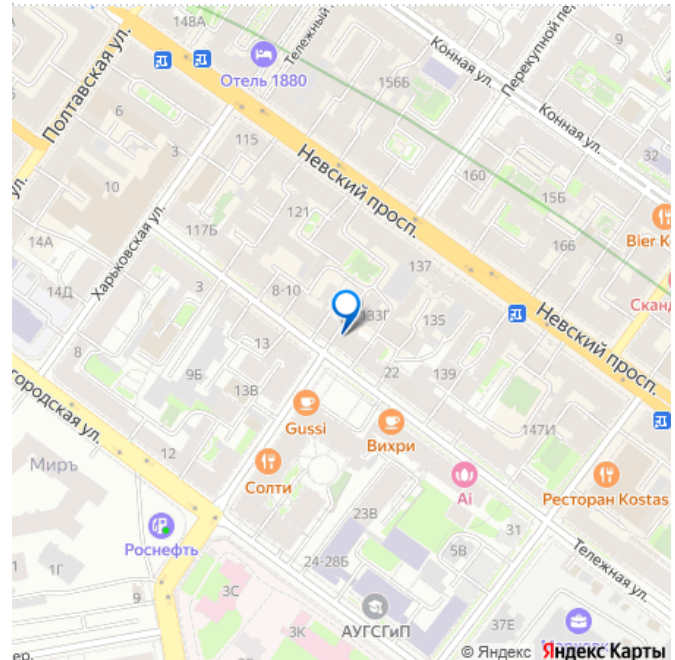 148А
Тележный
Отель 1880
Полтавская ул.
6
3
115
156Б
Конная ул.
Перекупной пер
9
Конная ул.
32
Невский просп.
160
15Б
Bier K
166
Сканд
10
ул.
14А
14Д
Харьковская ул.
117Б
121
137
8-10
3
133Г
135
Невский просп.
13
9Б
8
13В
22
139
Gussi
Вихри
147И
городская ул.
12
Миръ
Солти
Ai
Ресторан Kostas
Роснефть
23В
31
5В
Тележная ул.
24-28Б
1
1Г
9
3С
3К
АУГСГиП
37Е
ер.
© Яндекс Яндекс Карты